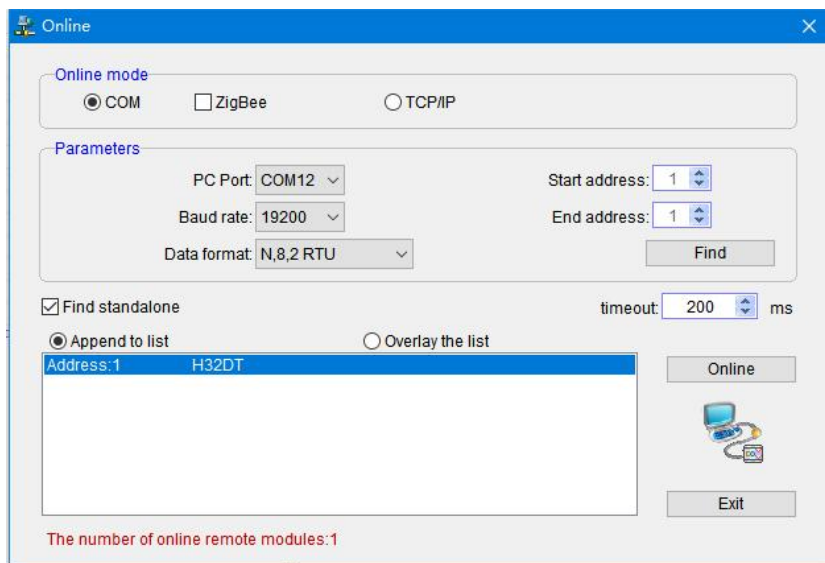 Online
Online mode
COM ZigBee TCP/IP
Parameters
PC Port: COM12 Start address: 1
Baud rate: 19200 End address: 1
Data format: N,8,2 RTU Find
Find standalone timeout: 200 ms
Append to list Overlay the list
Address:1 H32DT
Online
Exit
The number of online remote modules:1